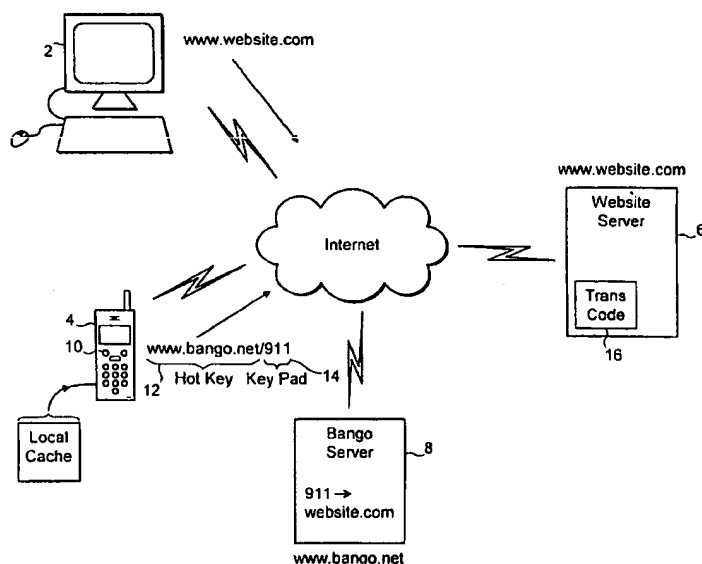 2
www.website.com
www.website.com
Website
Server
6
Internet
Trans
Code
16
4
10
www.bango.net/911
12
Hot Key
Key Pad
14
Local
Cache
Bango
Server
8
911→
website.com
www.bango.net